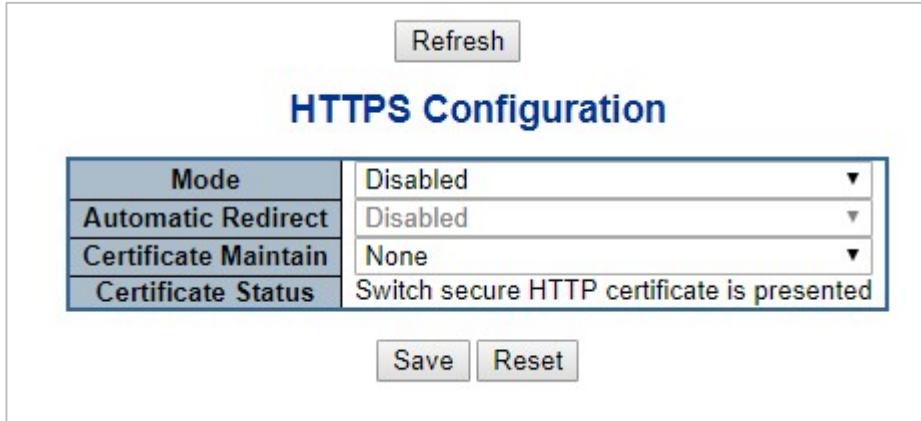 Refresh
HTTPS Configuration
Mode Disabled
Automatic Redirect Disabled
Certificate Maintain None
Certificate Status Switch secure HTTP certificate is presented
Save Reset